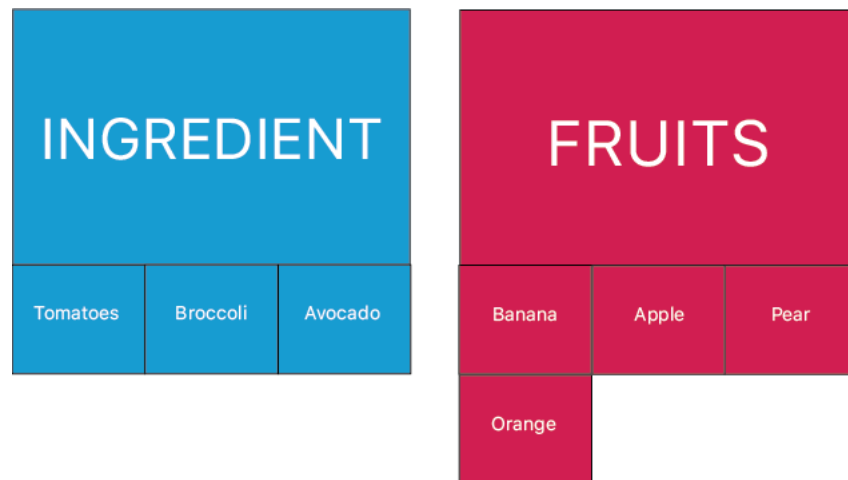 INGREDIENT
Tomatoes
Broccoli
Avocado
FRUITS
Banana
Apple
Pear
Orange